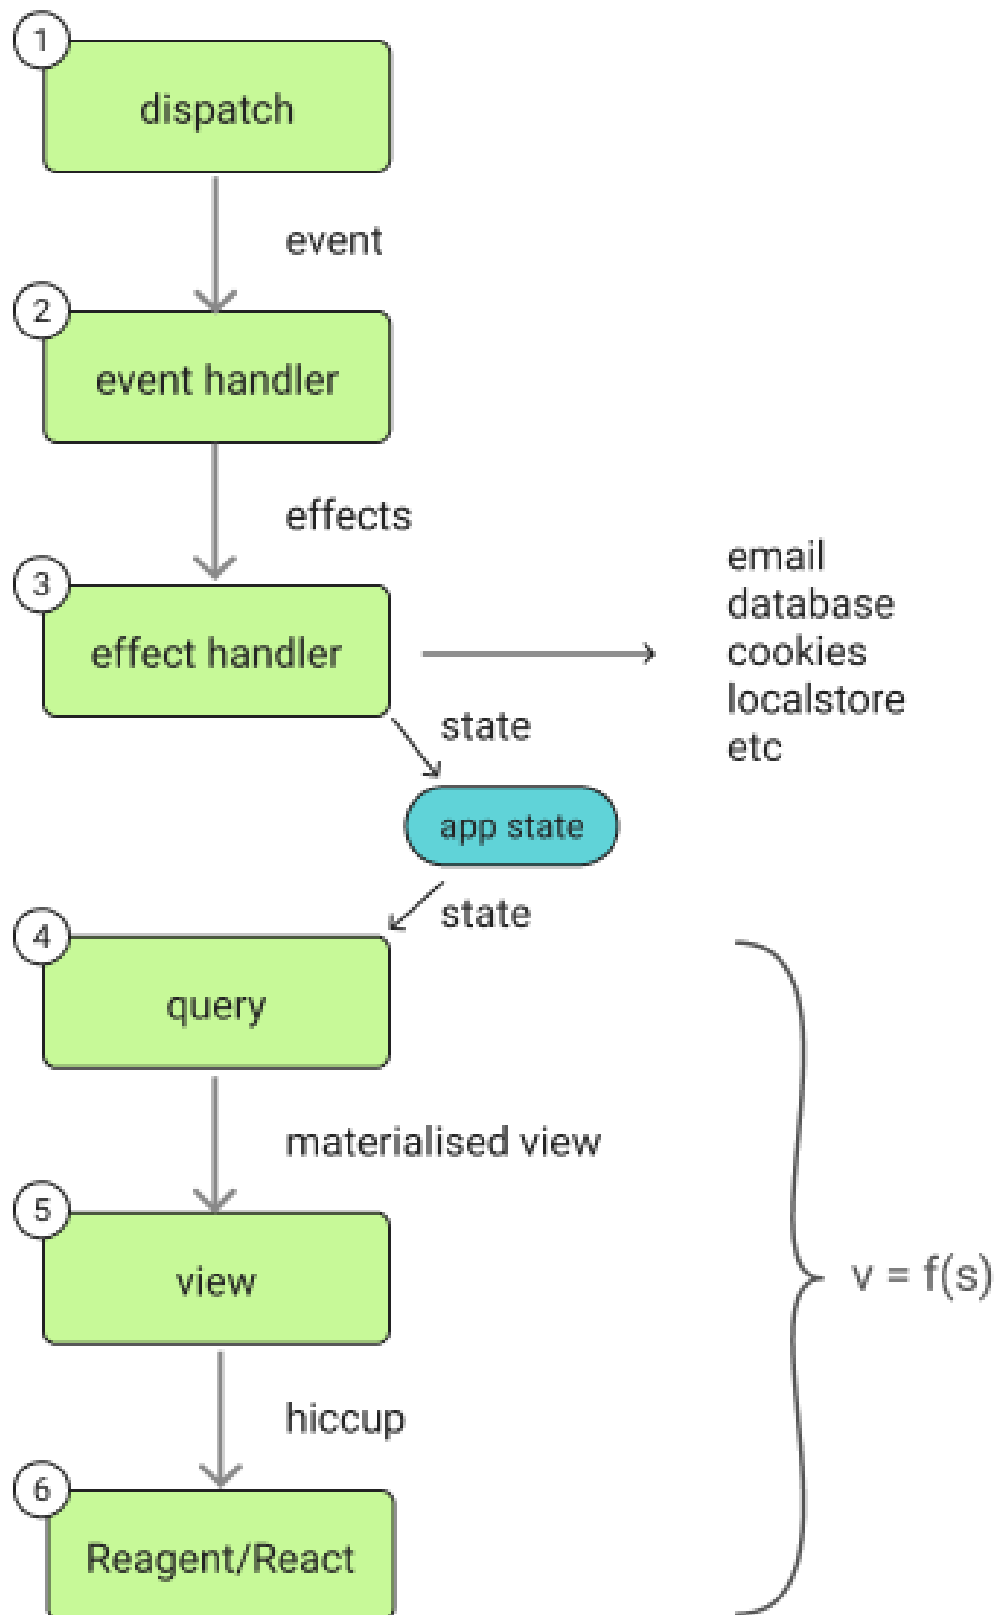 1
dispatch
event
2
event handler
effects
3
effect handler
email
database
cookies
localstore
etc
state
app state
state
4
query
materialised view
5
view
v = f(s)
hiccup
6
Reagent/React